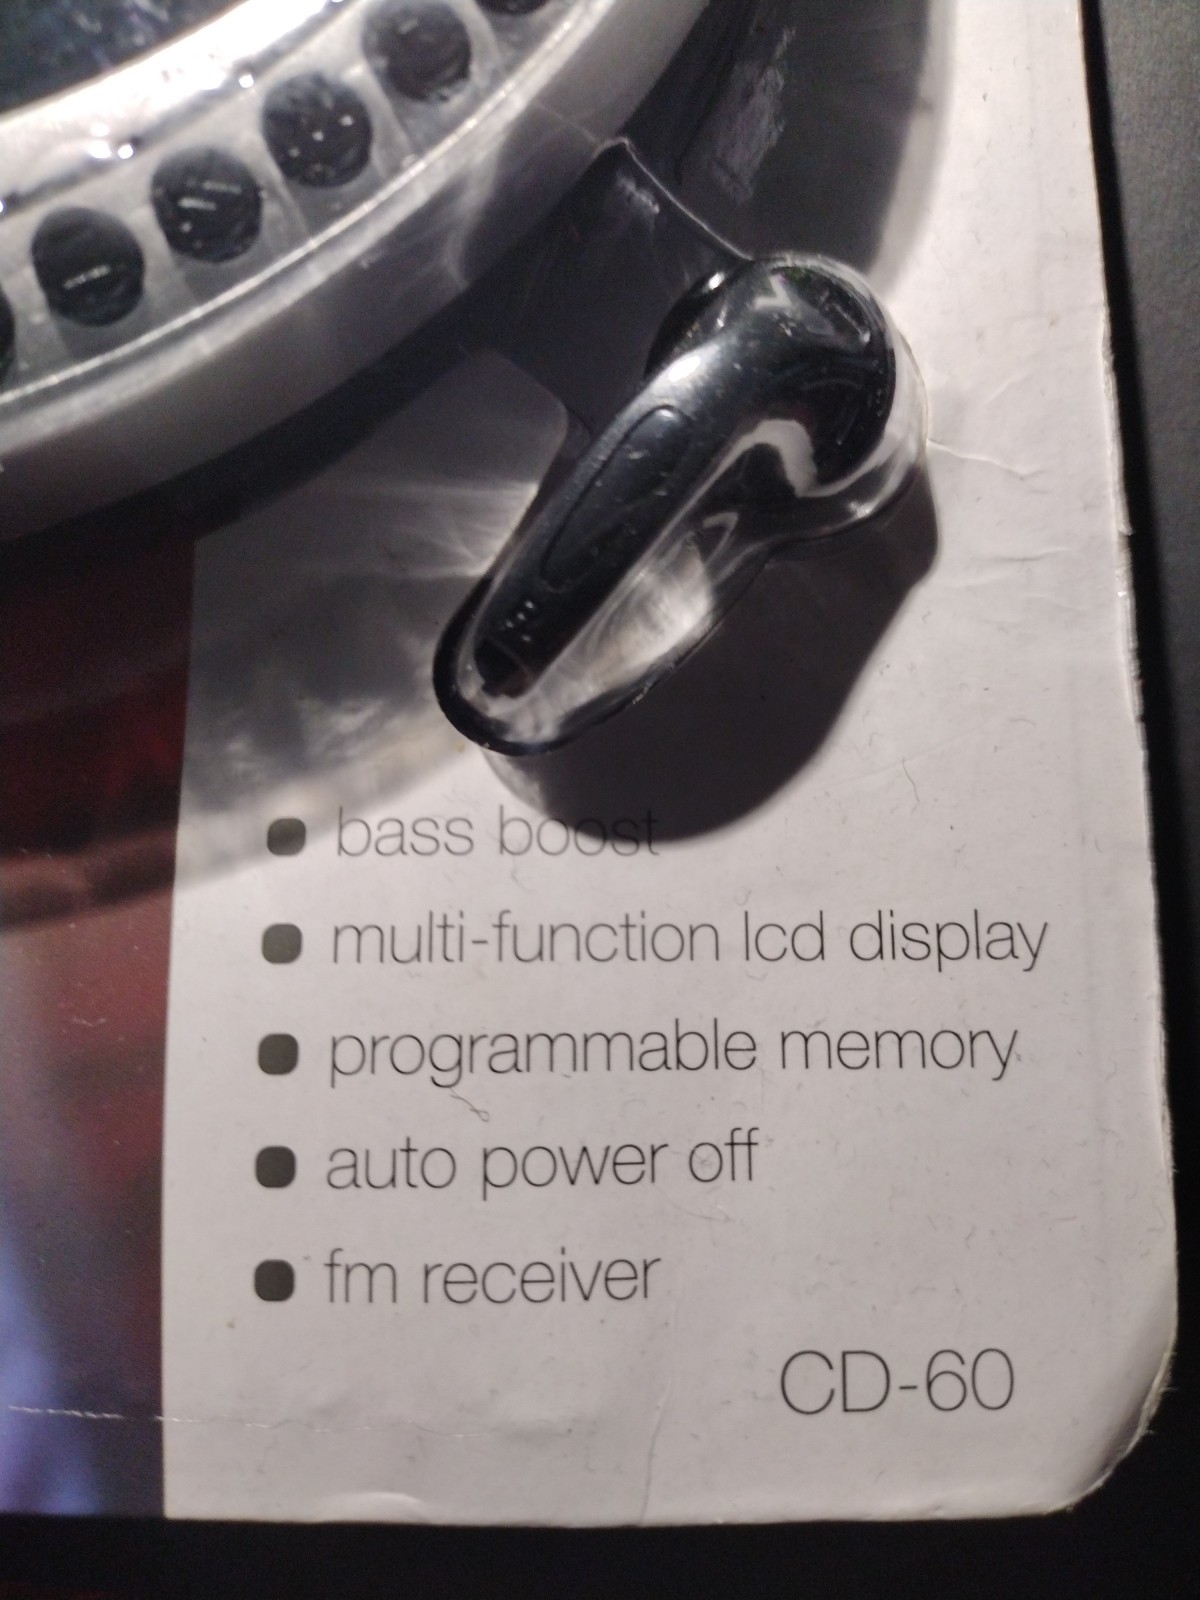 bass boost
multi-function lcd display
programmable memory
auto power off
fm receiver
CD-60